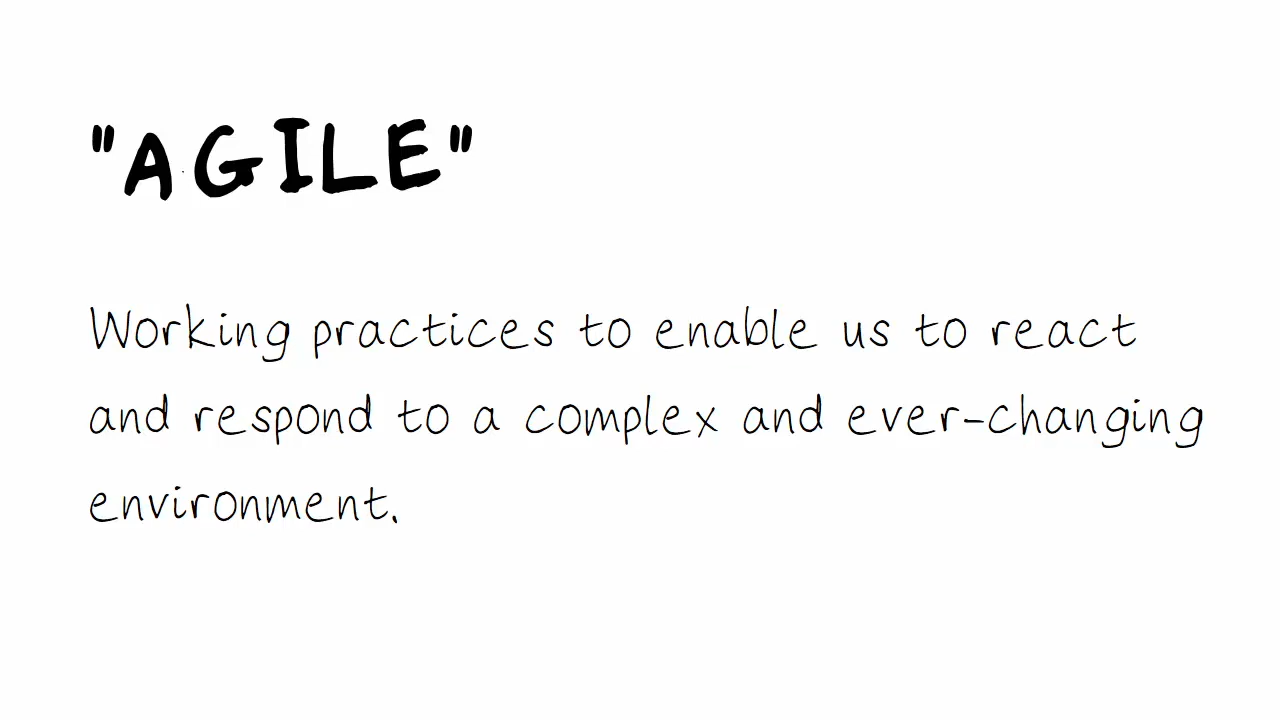 "AGILE"
Working practices to enable us to react
and respond to a complex and ever-changing
environment.